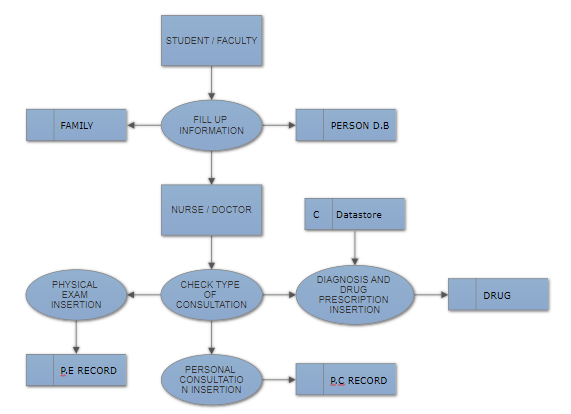 STUDENT / FACULTY
FILL UP
INFORMATION
FAMILY
PERSON D.B
NURSE / DOCTOR
C Datastore
PHYSICAL
EXAM
INSERTION
CHECK TYPE
OF
CONSULTATION
DIAGNOSIS AND
DRUG
PRESCRIPTION
INSERTION
DRUG
P.E RECORD
PERSONAL
CONSULTATIO
N INSERTION
P.C RECORD